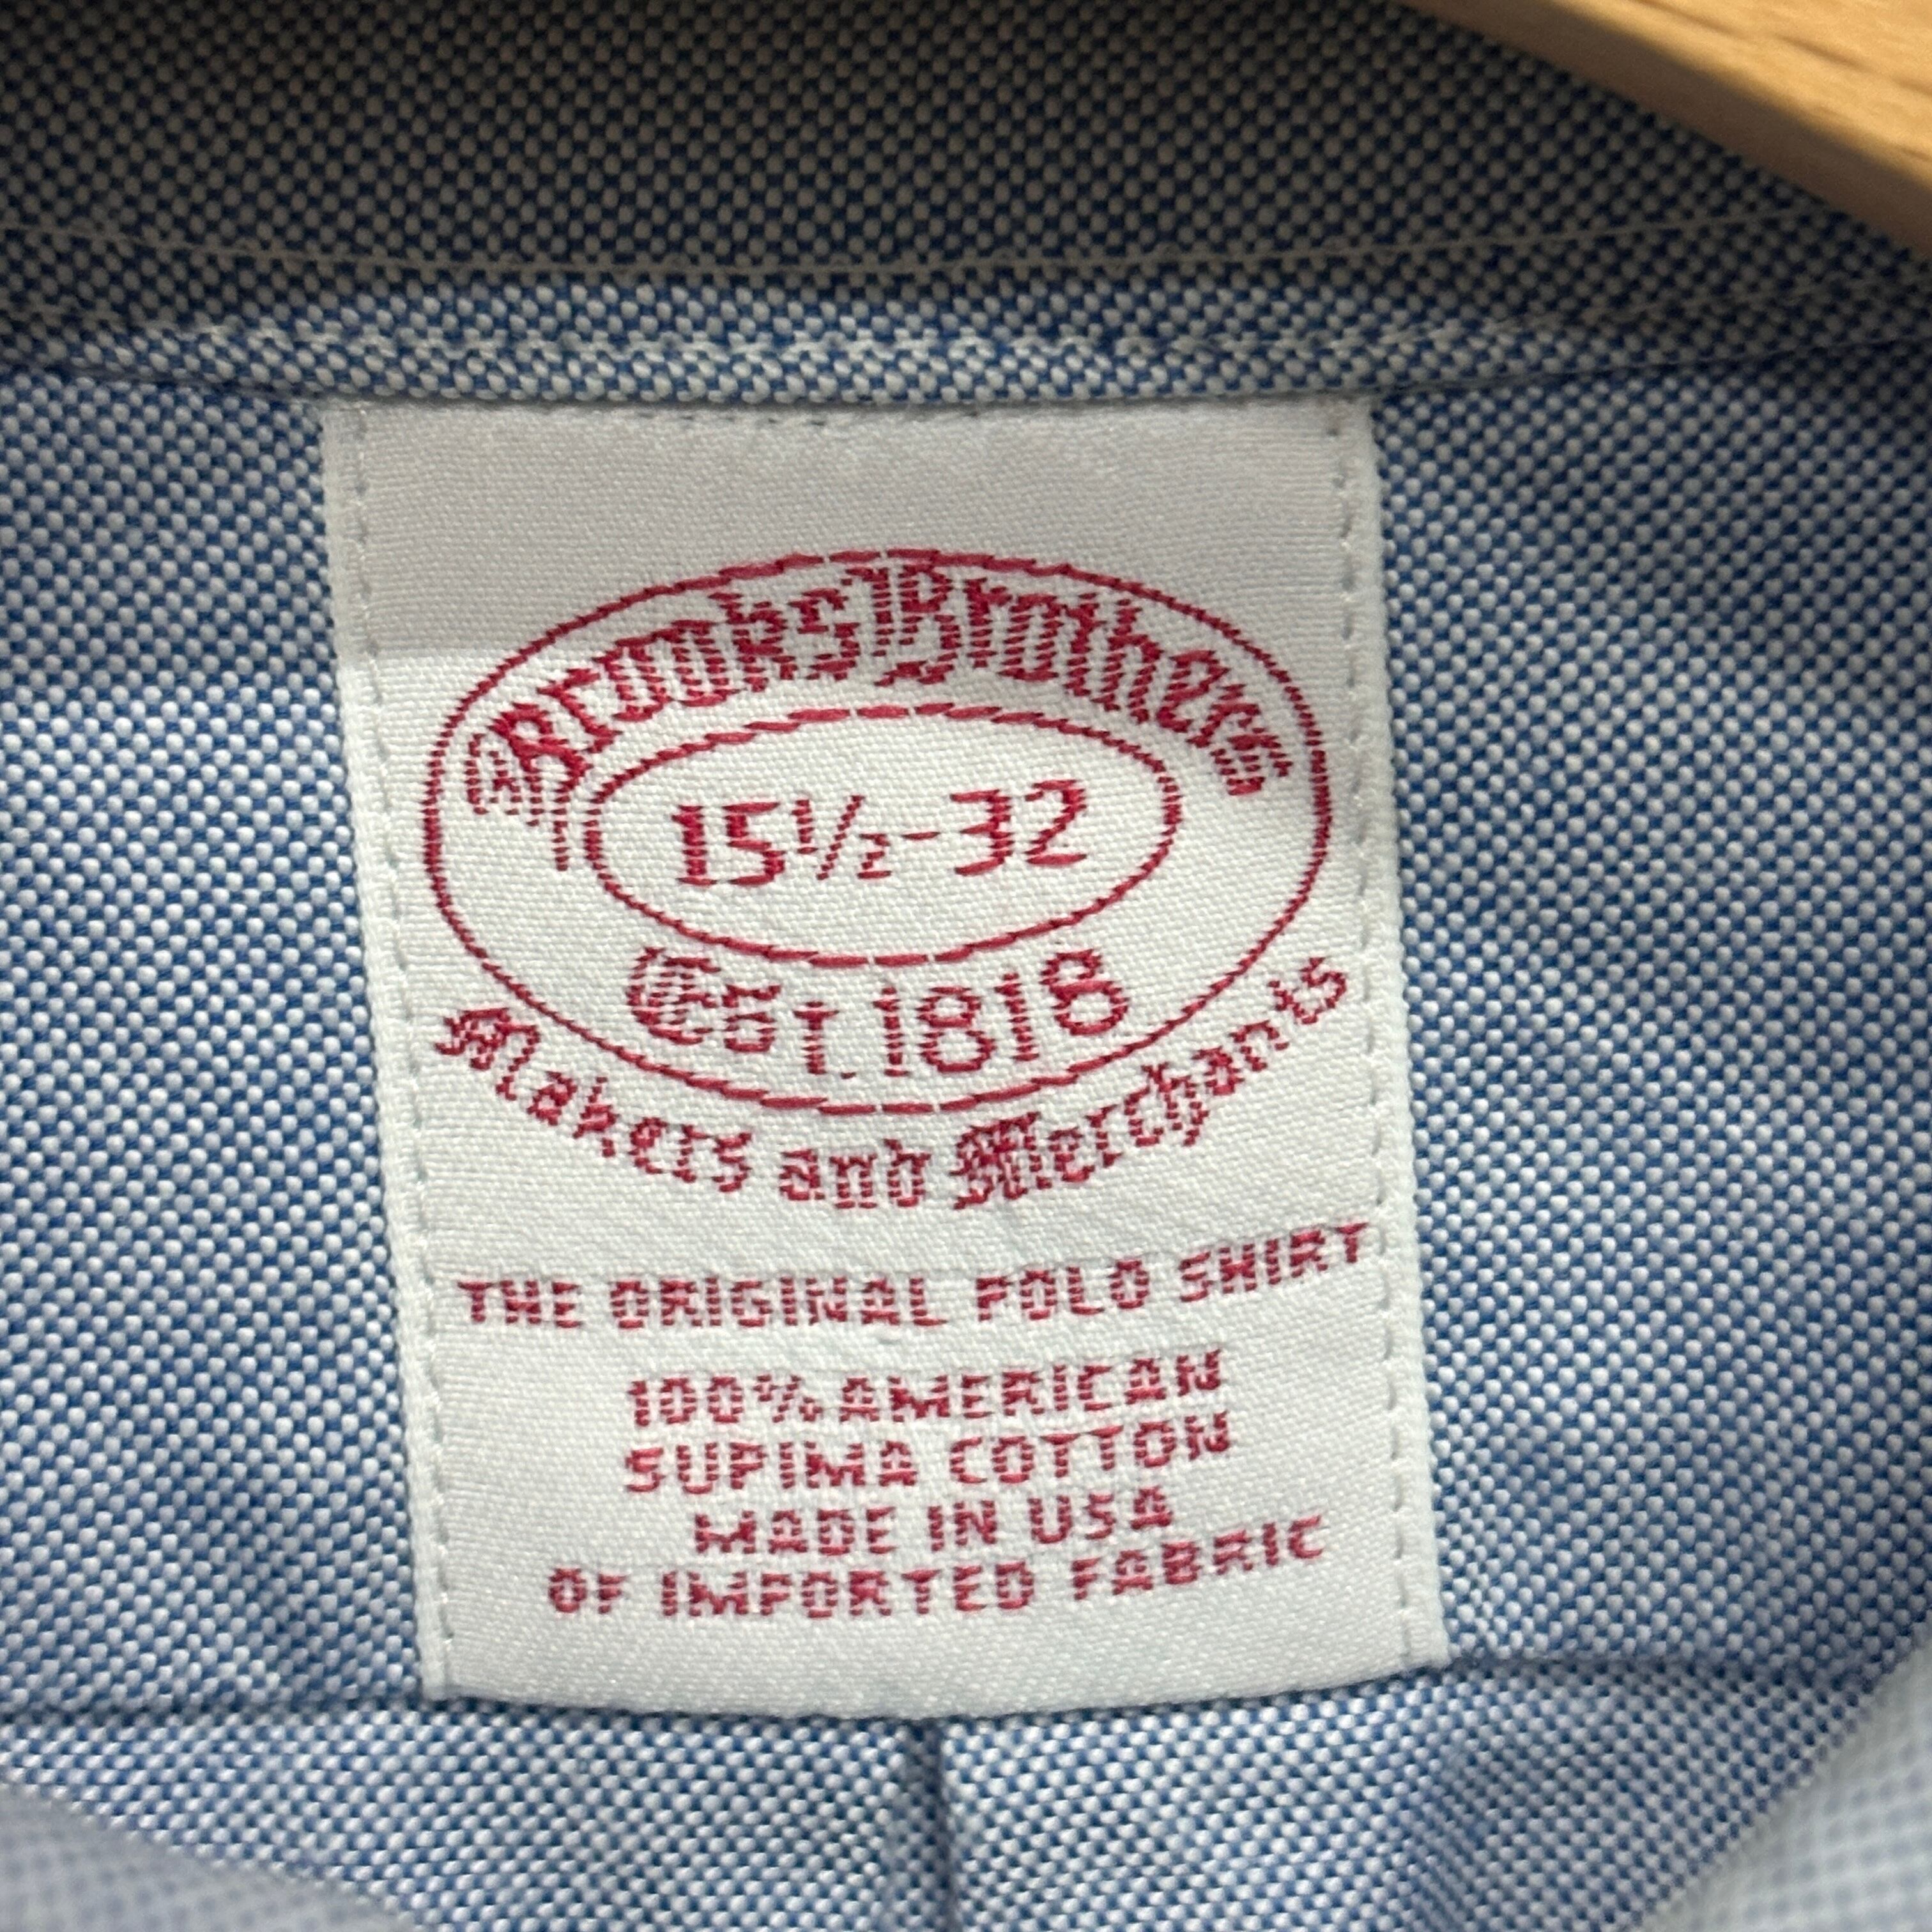 ®Brooks Brothers
15½-32
Est. 1818
Makers and Merchants
THE ORIGINAL POLO SHIRT
100% AMERICAN
SUPIMA COTTON
MADE IN USA
OF IMPORTED FABRIC